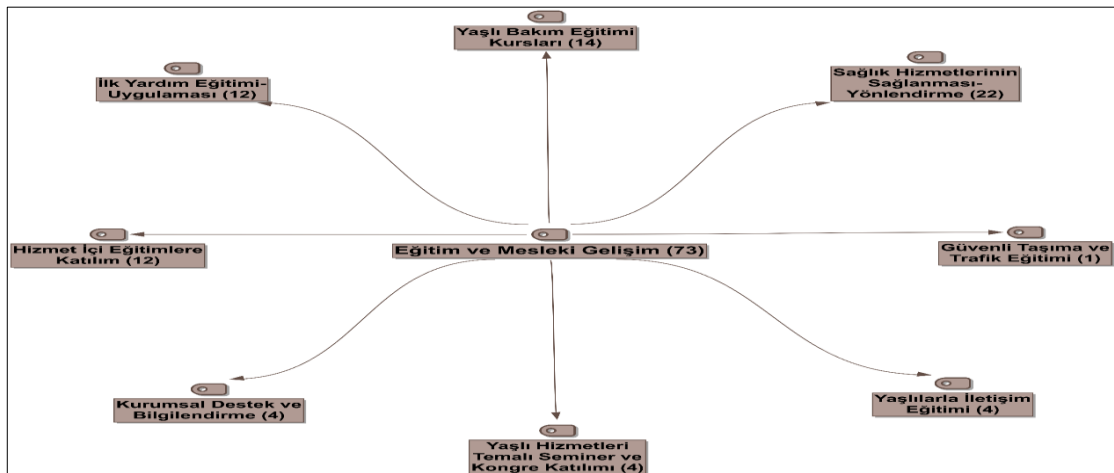 Yaşlı Bakım Eğitimi
Kursları (14)
İlk Yardım Eğitimi-
Uygulaması (12)
Sağlık Hizmetlerinin
Sağlanması-
Yönlendirme (22)
Hizmet İçi Eğitimlere
Katılım (12)
Eğitim ve Mesleki Gelişim (73)
Güvenli Taşıma ve
Trafik Eğitimi (1)
Kurumsal Destek ve
Bilgilendirme (4)
Yaşlı Hizmetleri
Temalı Seminer ve
Kongre Katılımı (4)
Yaşlılarla İletişim
Eğitimi (4)